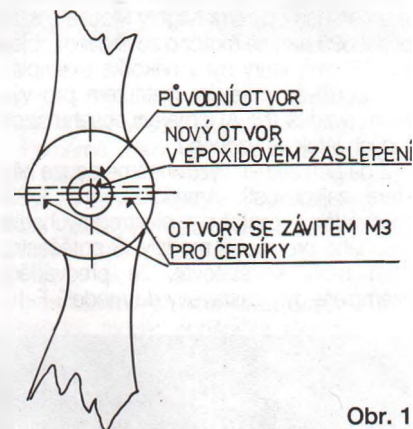 PŮVODNÍ OTVOR
NOVÝ OTVOR
V EPOXIDOVÉM ZASLEPENÍ
OTVORY SE ZÁVITEM M3
PRO ČERVÍKY
Obr. 1